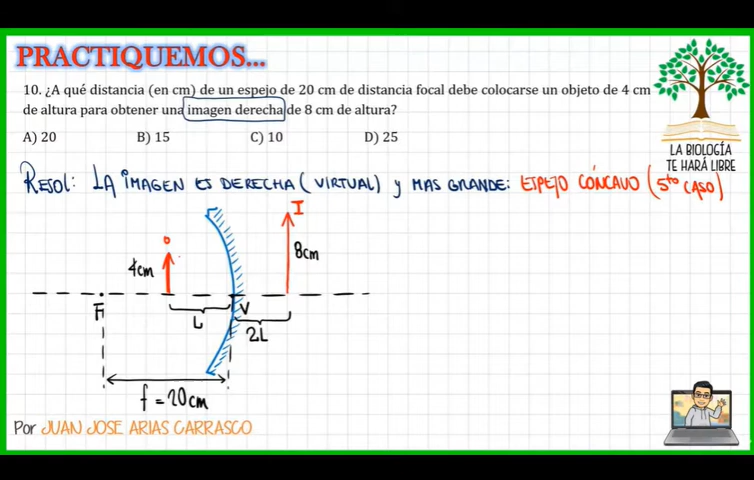 PRACTIQUEMOS...
10. ¿A qué distancia (en cm) de un espejo de 20 cm de distancia focal debe colocarse un objeto de 4 cm
de altura para obtener una imagen derecha de 8 cm de altura?
A) 20 B) 15 C) 10 D) 25
LA BIOLOGÍA
TE HARÁ LIBRE
RESOL: LA IMAGEN ES DERECHA (VIRTUAL) y MAS GRANDE: ESPEJO CÓNCAVO (5to CASO)
I
O
4cm
8cm
F
V
L
2L
f = 20cm
Por JUAN JOSE ARIAS CARRASCO